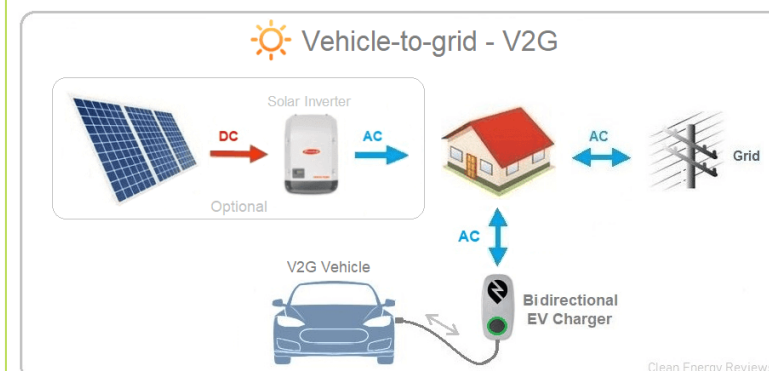 Vehicle-to-grid - V2G
Solar Inverter
DC
AC
AC
Grid
Optional
AC
V2G Vehicle
Bidirectional
EV Charger
Clean Energy Reviews